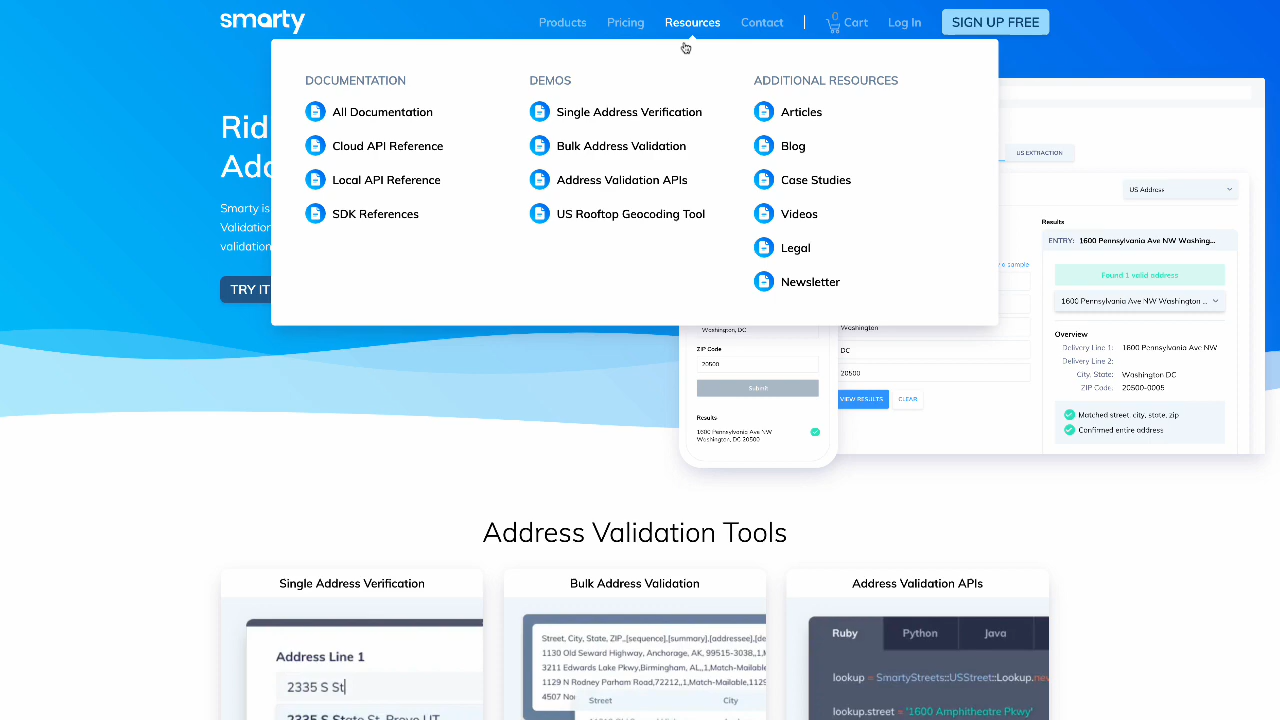 smarty
Products
Pricing
Resources
Contact
0
Cart
Log In
SIGN UP FREE
DOCUMENTATION
All Documentation
Cloud API Reference
Local API Reference
SDK References
DEMOS
Single Address Verification
Bulk Address Validation
Address Validation APIs
US Rooftop Geocoding Tool
ADDITIONAL RESOURCES
Articles
Blog
Case Studies
Videos
Legal
Newsletter
Rid
Add
Smarty is
Validation
validation
TRY IT
US EXTRACTION
US Address
Results
ENTRY: 1600 Pennsylvania Ave NW Washing...
sample
Found 1 valid address
1600 Pennsylvania Ave NW Washington ...
Overview
Delivery Line 1: 1600 Pennsylvania Ave NW
Delivery Line 2:
City, State: Washington DC
ZIP Code: 20500-0005
Matched street, city, state, zip
Confirmed entire address
Washington
DC
20500
VIEW RESULTS
CLEAR
Washington, DC
ZIP Code
20500
Submit
Results
1600 Pennsylvania Ave NW
Washington, DC 20500
Address Validation Tools
Single Address Verification
Address Line 1
2335 S St
2335 S State St, Provo UT
Bulk Address Validation
Street, City, State, ZIP,,[sequence],[summary],[addressee],[de
1130 Old Seward Highway, Anchorage, AK, 99515-3038,,1,M
3211 Edwards Lake Pkwy,Birmingham, AL,,1,Match-Mailable
1129 N Rodney Parham Road,72212,,1,Match-Mailable,1129
4507 No
Street
City
Address Validation APIs
Ruby
Python
Java
lookup = SmartyStreets::USStreet::Lookup.new
lookup.street = '1600 Amphitheatre Pkwy'